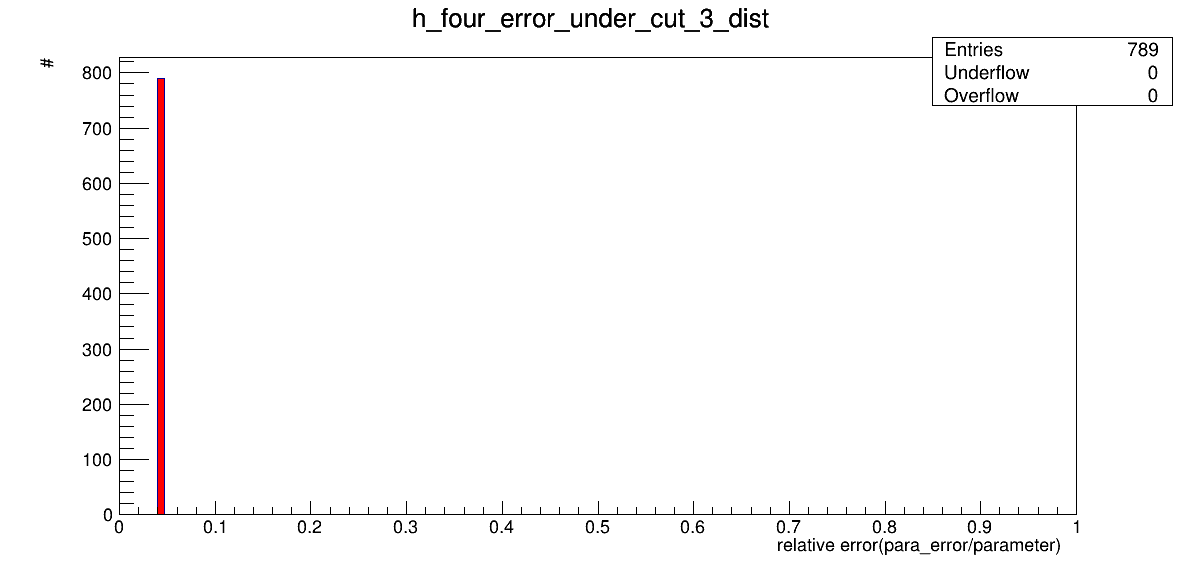 h_four_error_under_cut_3_dist
Entries 789
Underflow 0
Overflow 0
#
800
700
600
500
400
300
200
100
0
0 0.1 0.2 0.3 0.4 0.5 0.6 0.7 0.8 0.9 1
relative error(para_error/parameter)